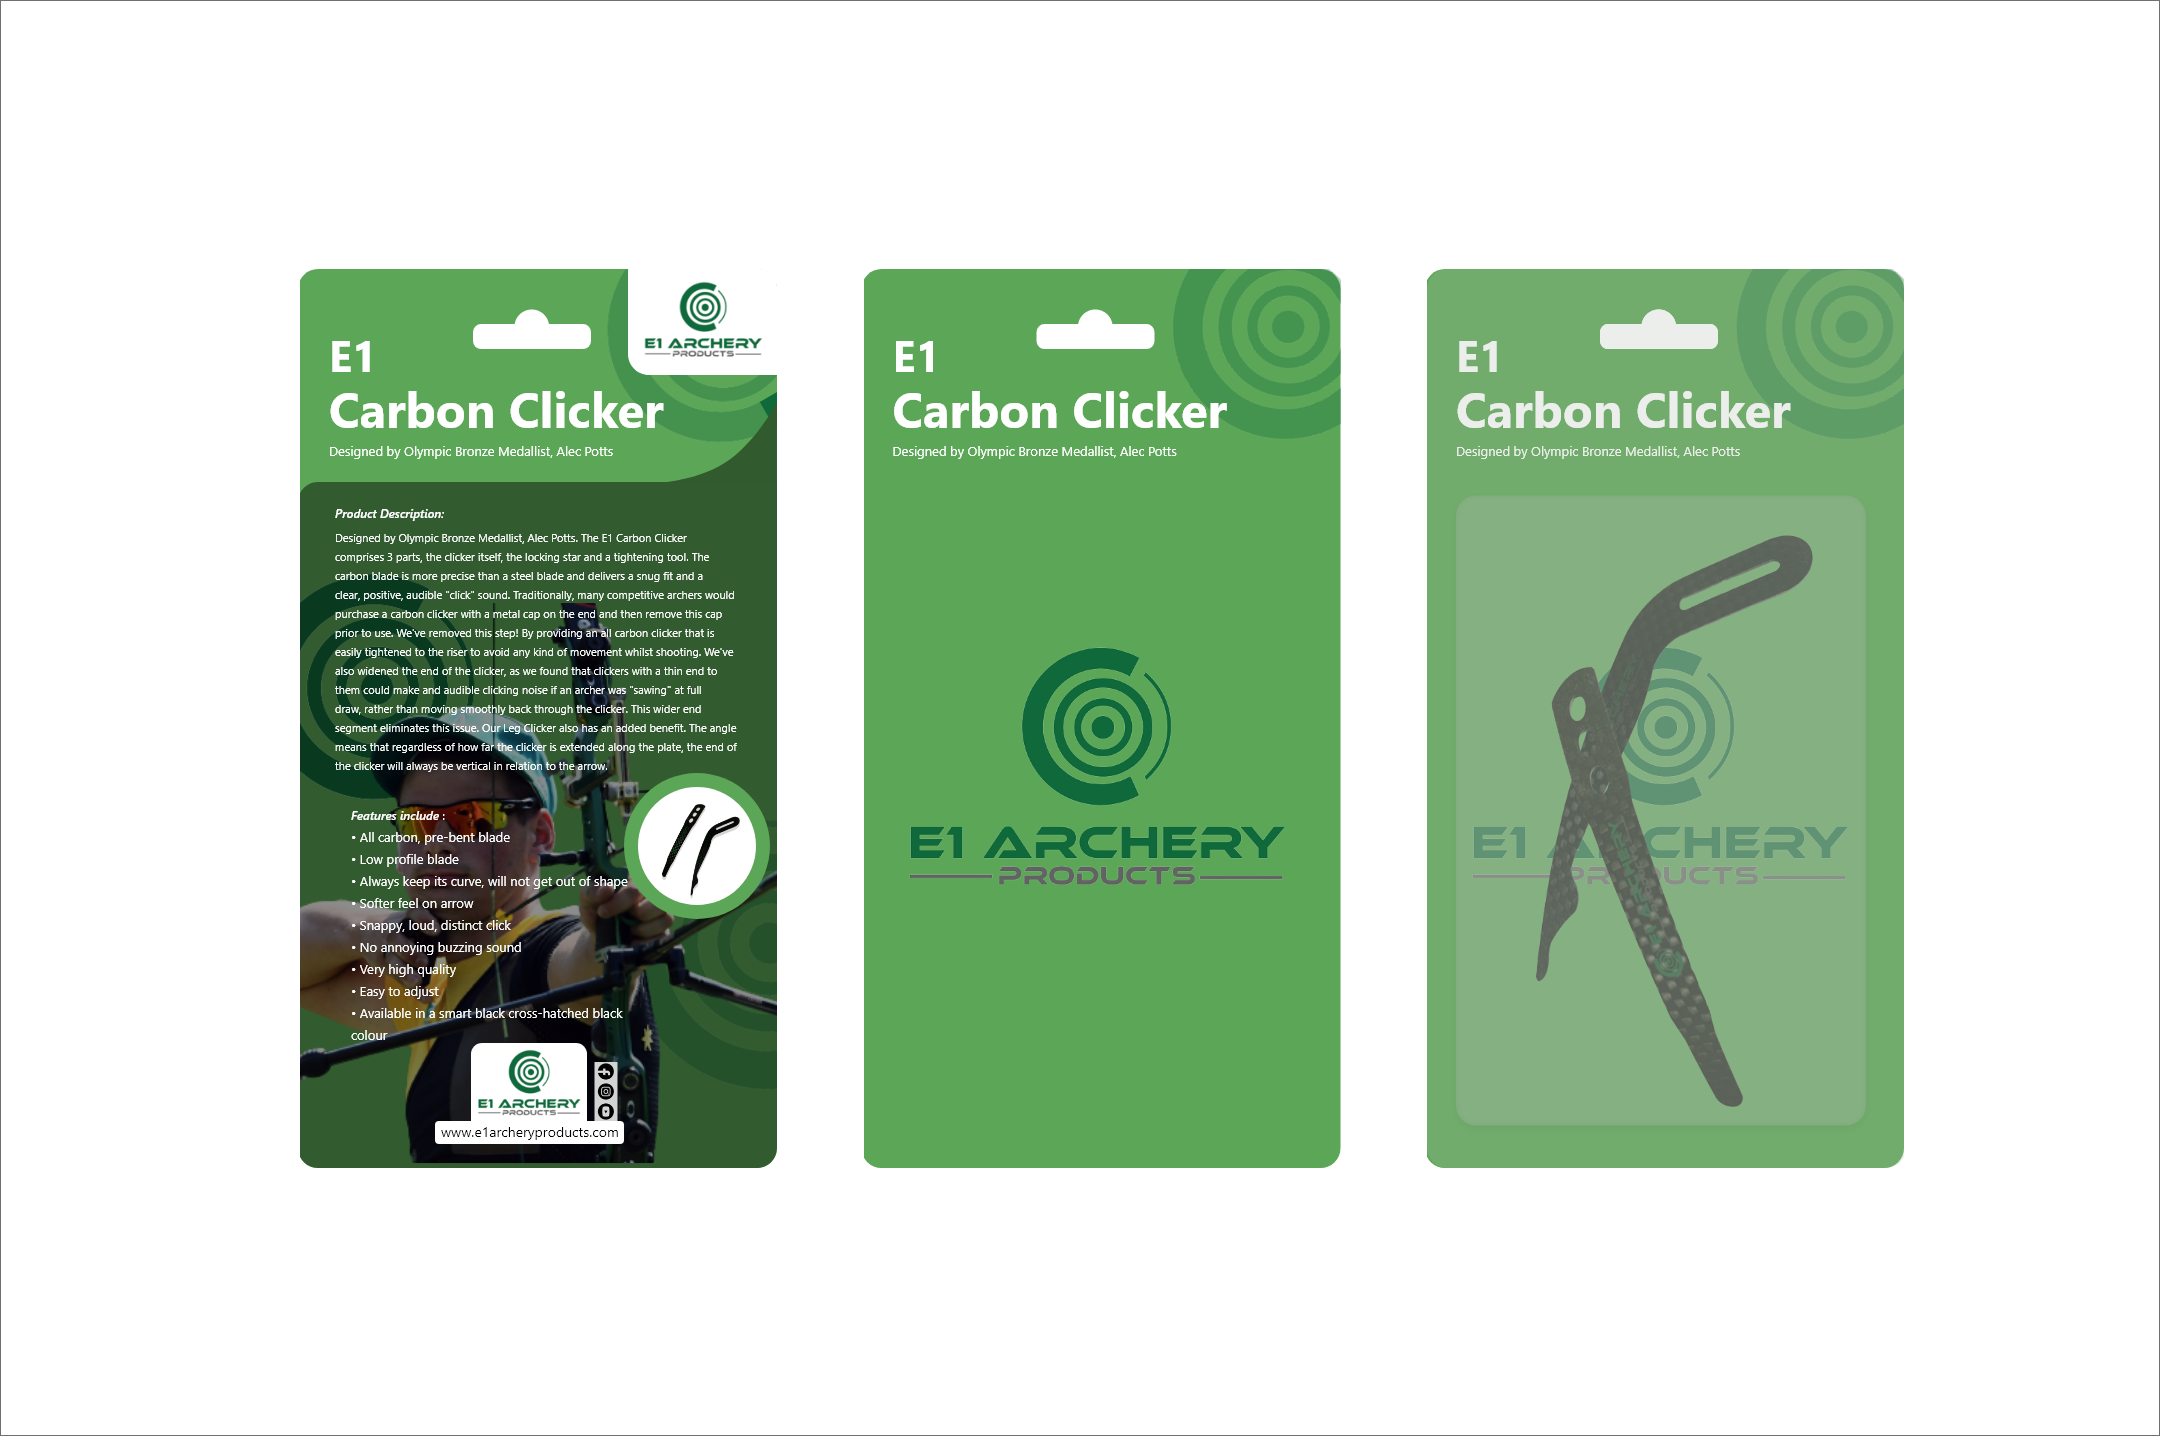 E1 ARCHERY
PRODUCTS
E1
Carbon Clicker
Designed by Olympic Bronze Medallist, Alec Potts
Product Description:
Designed by Olympic Bronze Medallist, Alec Potts. The E1 Carbon Clicker
comprises 3 parts, the clicker itself, the locking star and a tightening tool. The
carbon blade is more precise than a steel blade and delivers a snug fit and a
clear, positive, audible "click" sound. Traditionally, many competitive archers would
purchase a carbon clicker with a metal cap on the end and then remove this cap
prior to use. We've removed this step! By providing an all carbon clicker that is
easily tightened to the riser to avoid any kind of movement whilst shooting. We've
also widened the end of the clicker, as we found that clickers with a thin end to
them could make and audible clicking noise if an archer was "sawing" at full
draw, rather than moving smoothly back through the clicker. This wider end
segment eliminates this issue. Our Leg Clicker also has an added benefit. The angle
means that regardless of how far the clicker is extended along the plate, the end of
the clicker will always be vertical in relation to the arrow.
Features include :
• All carbon, pre-bent blade
• Low profile blade
• Always keep its curve, will not get out of shape
• Softer feel on arrow
• Snappy, loud, distinct click
• No annoying buzzing sound
• Very high quality
• Easy to adjust
• Available in a smart black cross-hatched black
colour
E1 ARCHERY
PRODUCTS
www.e1archeryproducts.com
E1
Carbon Clicker
Designed by Olympic Bronze Medallist, Alec Potts
E1 ARCHERY
PRODUCTS
E1
Carbon Clicker
Designed by Olympic Bronze Medallist, Alec Potts
E1 ARCHERY
PRODUCTS